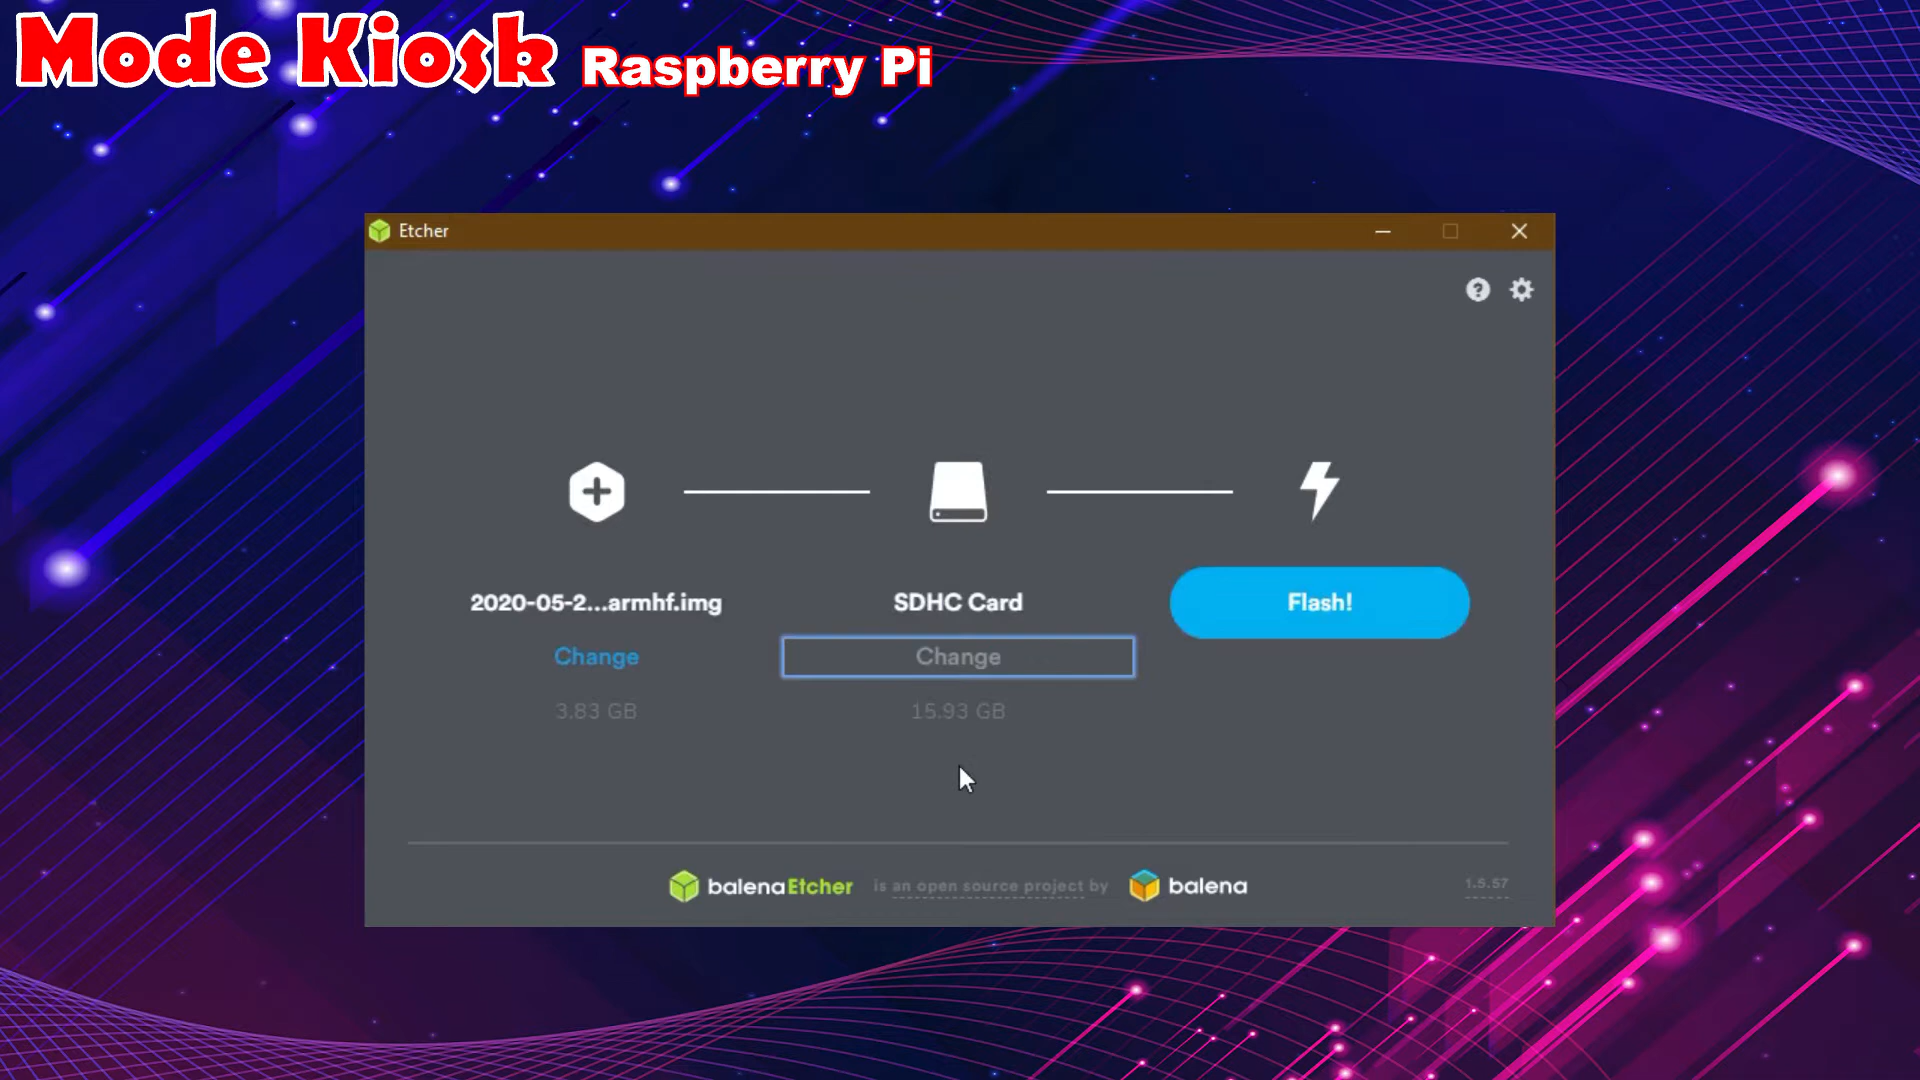 Mode Kiosk Raspberry Pi
Etcher
2020-05-2...armhf.img
SDHC Card
Flash!
Change
Change
3.83 GB
15.93 GB
balenaEtcher is an open source project by balena
1.5.57